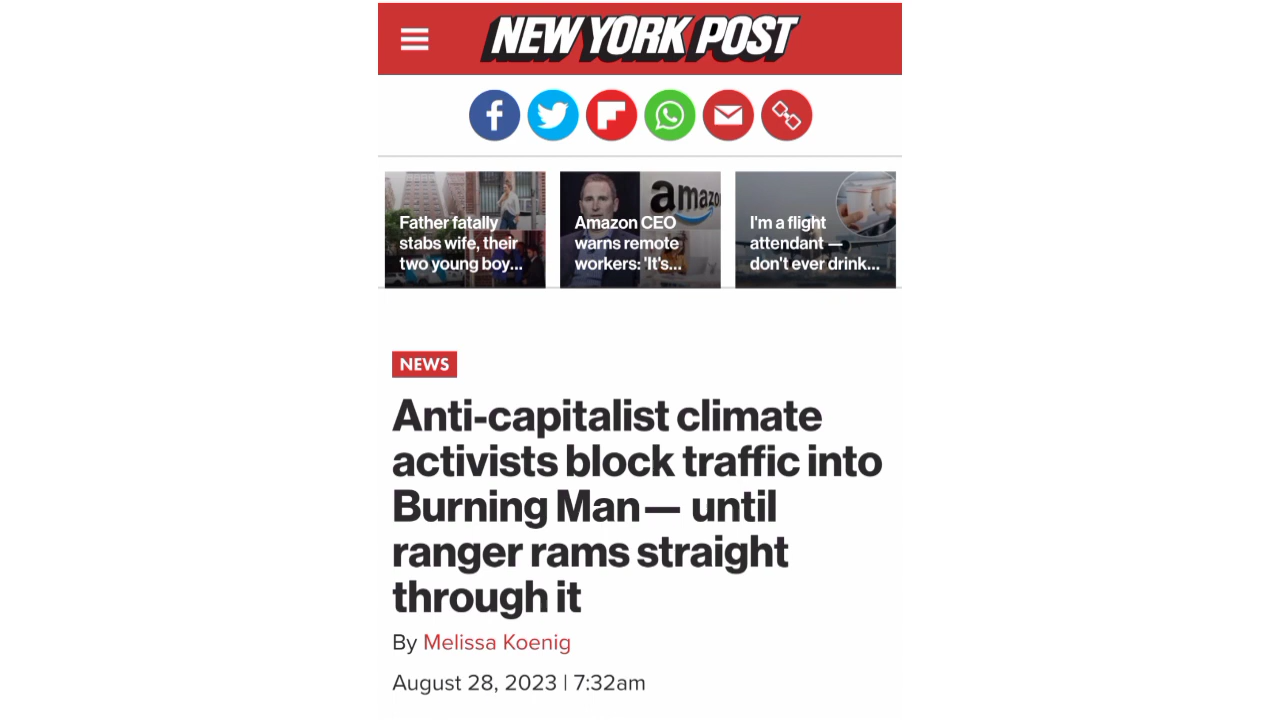 NEW YORK POST
Father fatally
stabs wife, their
two young boy...
amazo
Amazon CEO
warns remote
workers: 'It's...
I'm a flight
attendant —
don't ever drink...
NEWS
Anti-capitalist climate
activists block traffic into
Burning Man— until
ranger rams straight
through it
By Melissa Koenig
August 28, 2023 | 7:32am